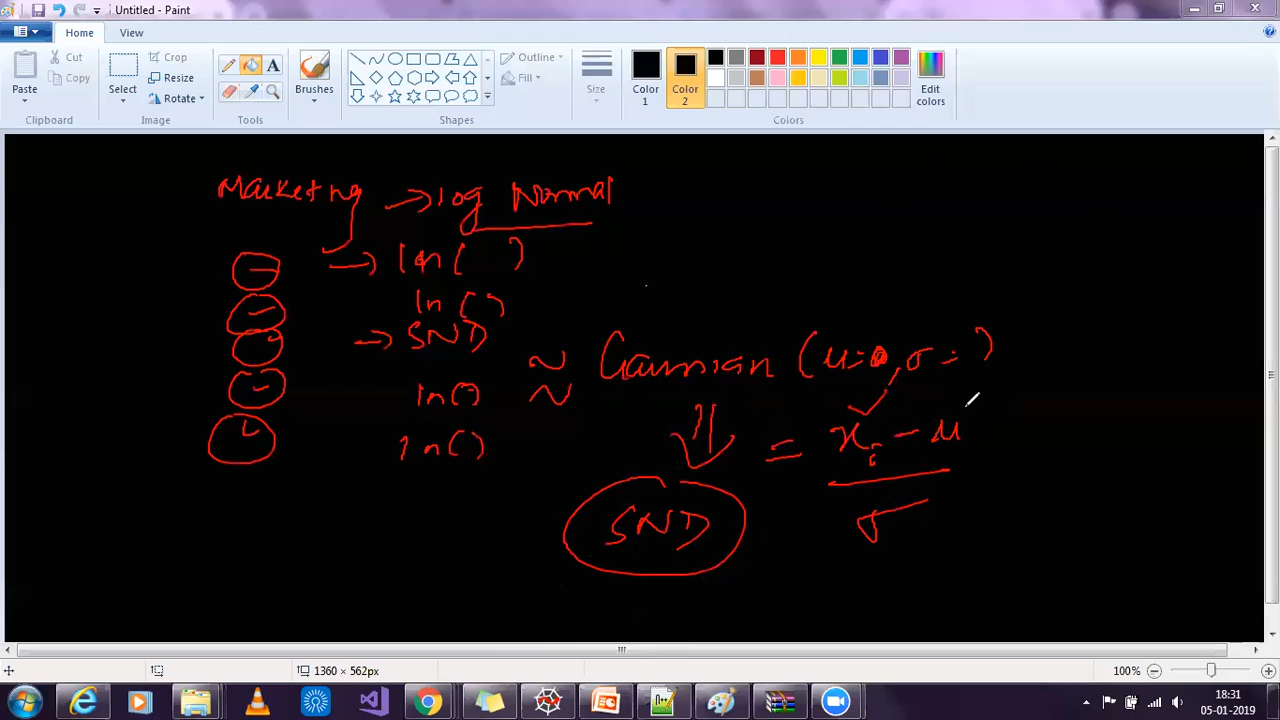 Untitled - Paint
Home View
Paste
Cut
Copy
Clipboard
Select
Crop
Resize
Rotate
Image
Tools
Brushes
Shapes
Outline
Fill
Size
Color 1
Color 2
Edit colors
Colors
Marketing → log Normal
→ ln( )
ln ( )
→ SND
≈ Gaussian (μ= , σ= )
ln(-)
ln()
= xi - μ
σ
SND
1360 × 562px
100%
18:31
05-01-2019